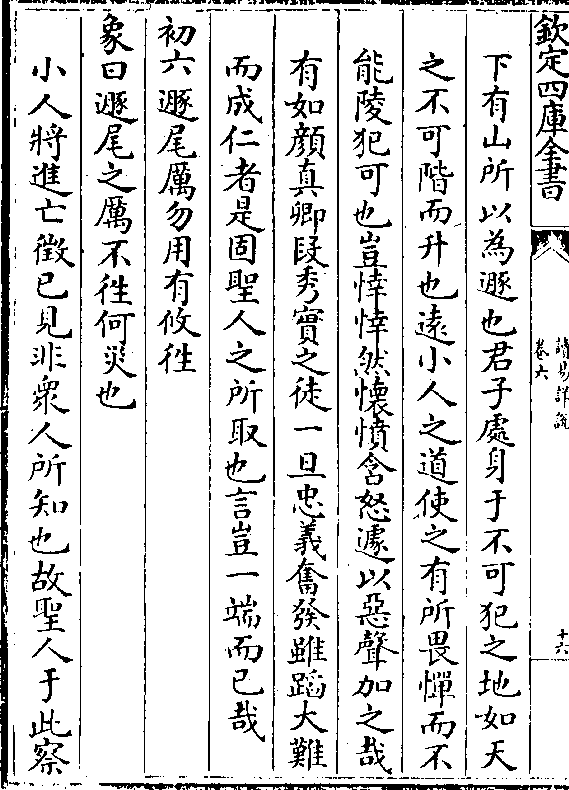 欽定四庫全書
讀易詳說
卷六
十六
下有山所以為遯也君子處身于不可犯之地如天
之不可階而升也遠小人之道使之有所畏憚而不
能陵犯可也豈悻悻然懷憤含怒遽以惡聲加之哉
有如顔真卿段秀實之徒一旦忠義奮發雖蹈大難
而成仁者是固聖人之所取也言豈一端而已哉
初六遯尾厲勿用有攸往
象曰遯尾之厲不往何災也
小人將進亡徵已見非衆人所知也故聖人于此察